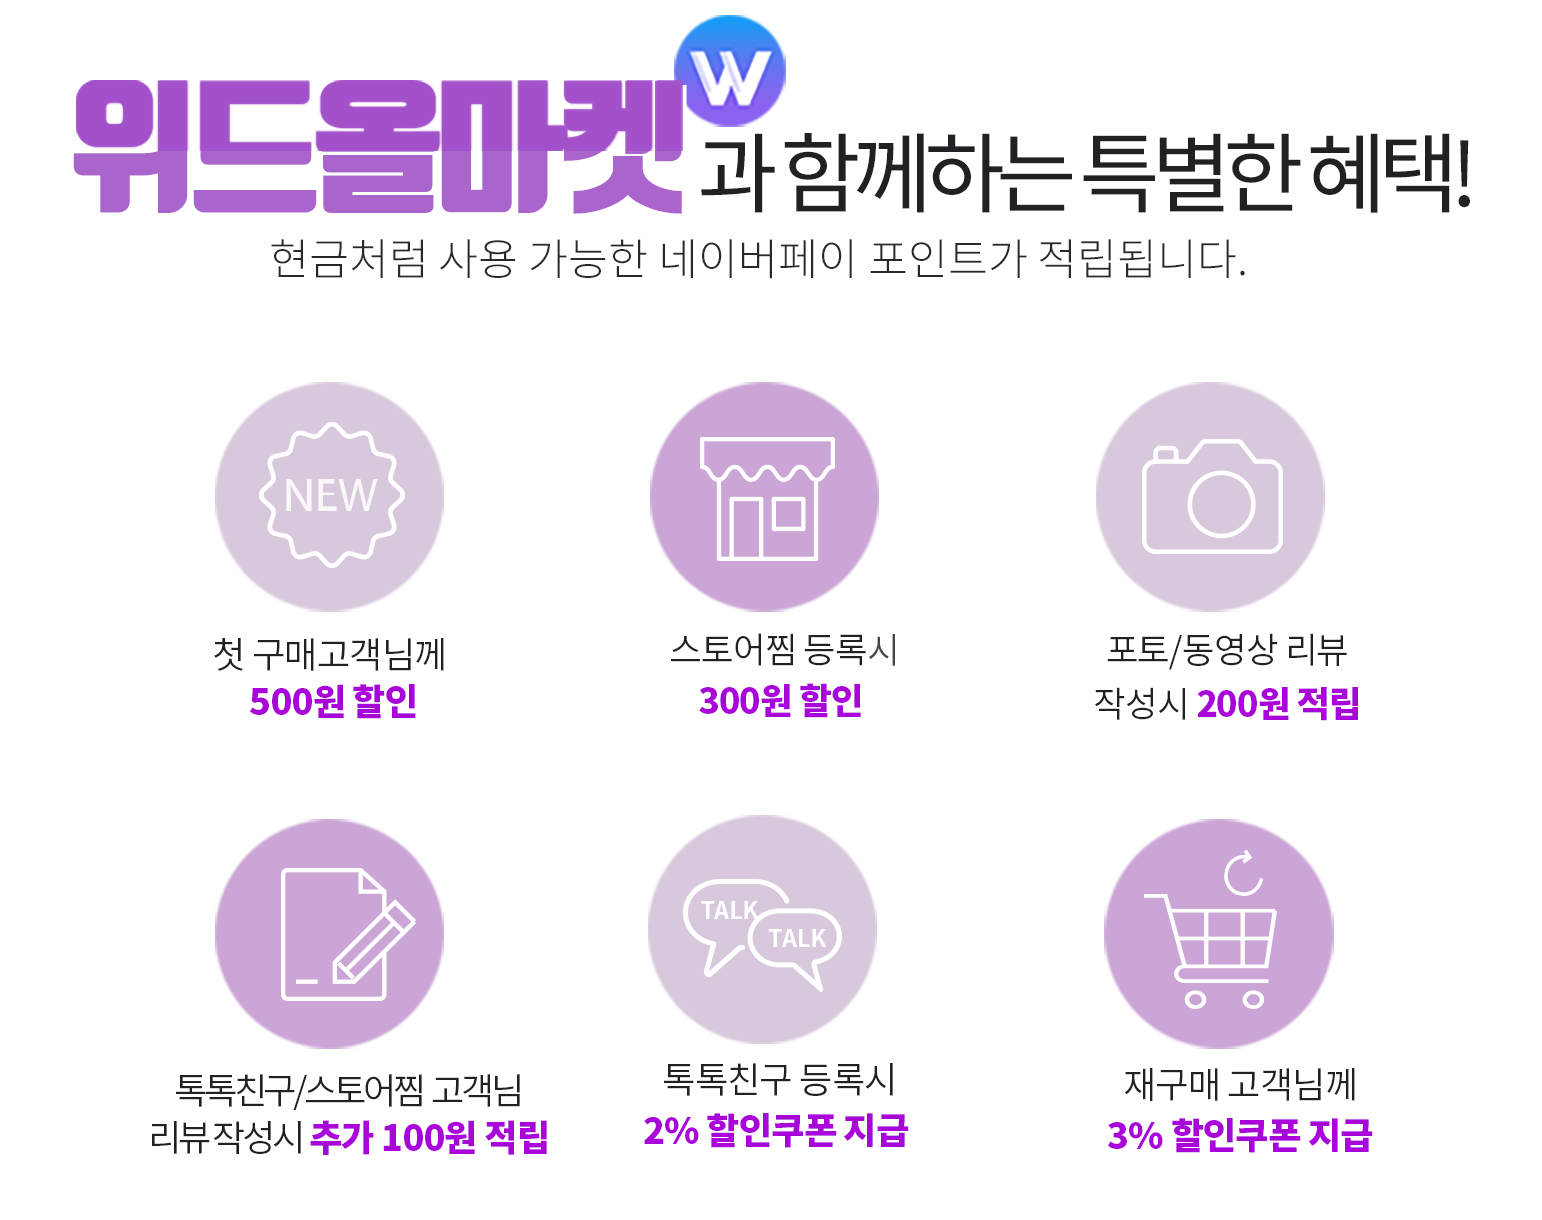 W
위드올마켓과 함께하는 특별한 혜택!
현금처럼 사용 가능한 네이버페이 포인트가 적립됩니다.
NEW
첫 구매고객님께
500원 할인
스토어찜 등록시
300원 할인
포토/동영상 리뷰
작성시 200원 적립
톡톡친구/스토어찜 고객님
리뷰작성시 추가 100원 적립
TALK
TALK
톡톡친구 등록시
2% 할인쿠폰 지급
재구매 고객님께
3% 할인쿠폰 지급